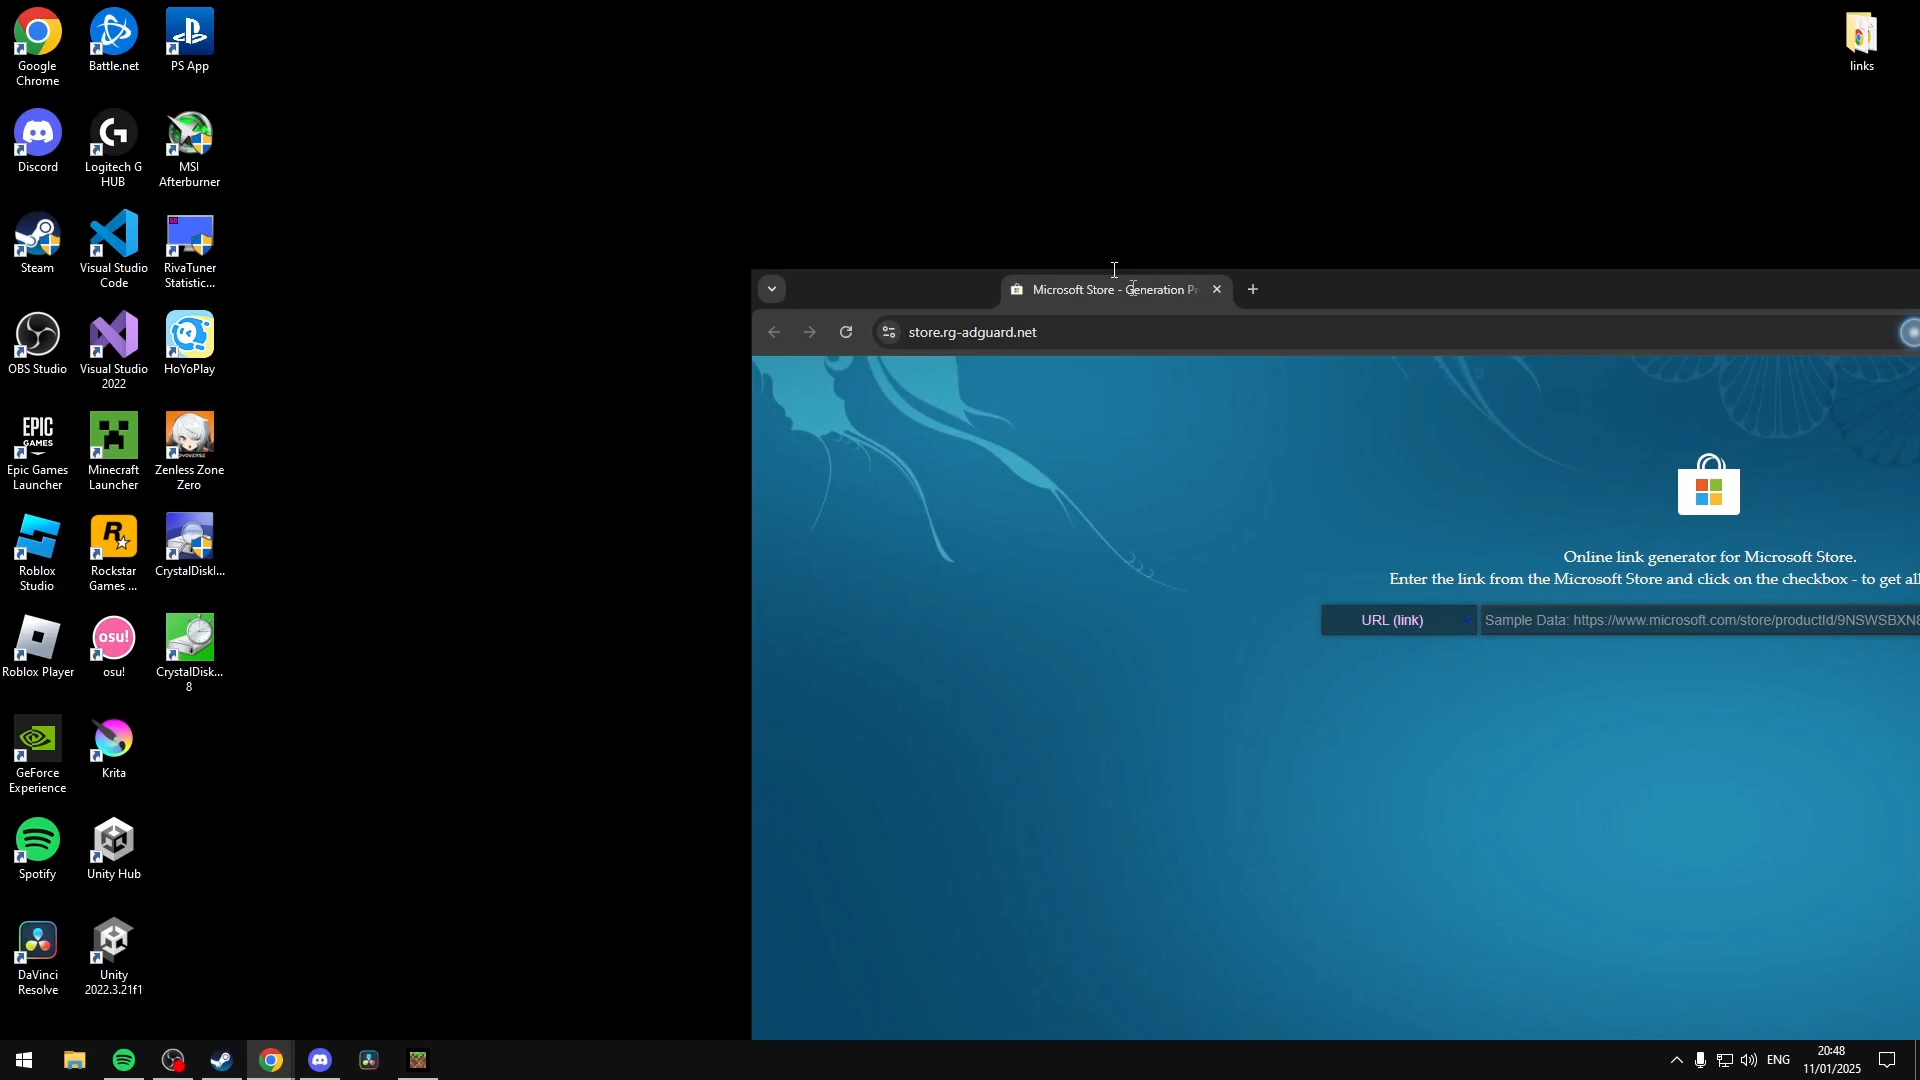 Google
Chrome
Battle.net
PS App
links
Discord
Logitech G
HUB
MSI
Afterburner
Steam
Visual Studio
Code
RivaTuner
Statistic...
OBS Studio
Visual Studio
2022
HoYoPlay
EPIC
GAMES
Epic Games
Launcher
Minecraft
Launcher
Zenless Zone
Zero
Roblox
Studio
Rockstar
Games ...
CrystalDiskI...
Roblox Player
osu!
osu!
CrystalDisk...
8
GeForce
Experience
Krita
Spotify
Unity Hub
DaVinci
Resolve
Unity
2022.3.21f1
Microsoft Store - Generation Pr
store.rg-adguard.net
Online link generator for Microsoft Store.
Enter the link from the Microsoft Store and click on the checkbox - to get all
URL (link)
Sample Data: https://www.microsoft.com/store/productId/9NSWSBXN8
ENG
20:48
11/01/2025